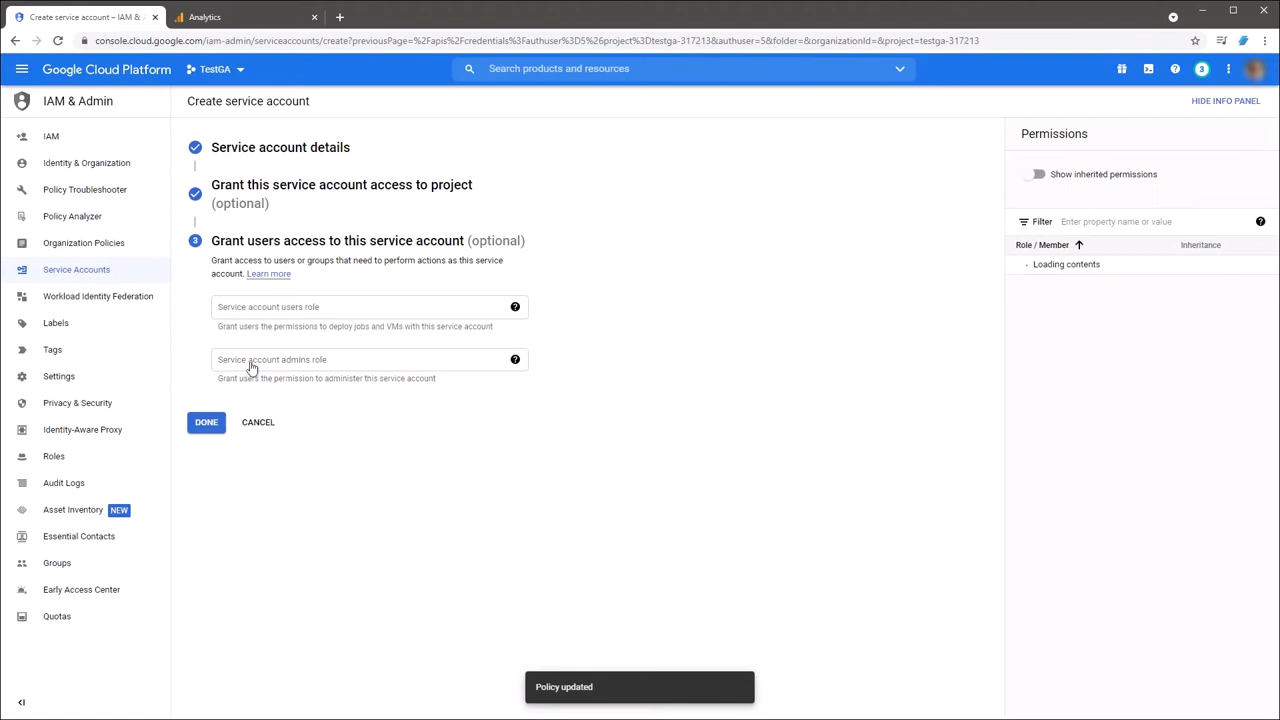 Create service account – IAM & A
Analytics
console.cloud.google.com/iam-admin/serviceaccounts/create?previousPage=%2Fapis%2Fcredentials%3Fauthuser%3D5%26project%3Dtestga-317213&authuser=5&folder=&organizationId=&project=testga-317213
Google Cloud Platform
TestGA
Search products and resources
3
IAM & Admin
Create service account
HIDE INFO PANEL
IAM
Identity & Organization
Policy Troubleshooter
Policy Analyzer
Organization Policies
Service Accounts
Workload Identity Federation
Labels
Tags
Settings
Privacy & Security
Identity-Aware Proxy
Roles
Audit Logs
Asset Inventory NEW
Essential Contacts
Groups
Early Access Center
Quotas
Service account details
Grant this service account access to project
(optional)
3 Grant users access to this service account (optional)
Grant access to users or groups that need to perform actions as this service
account. Learn more
Service account users role
Grant users the permissions to deploy jobs and VMs with this service account
Service account admins role
Grant users the permission to administer this service account
DONE CANCEL
Permissions
Show inherited permissions
Filter Enter property name or value
Role / Member Inheritance
Loading contents
Policy updated